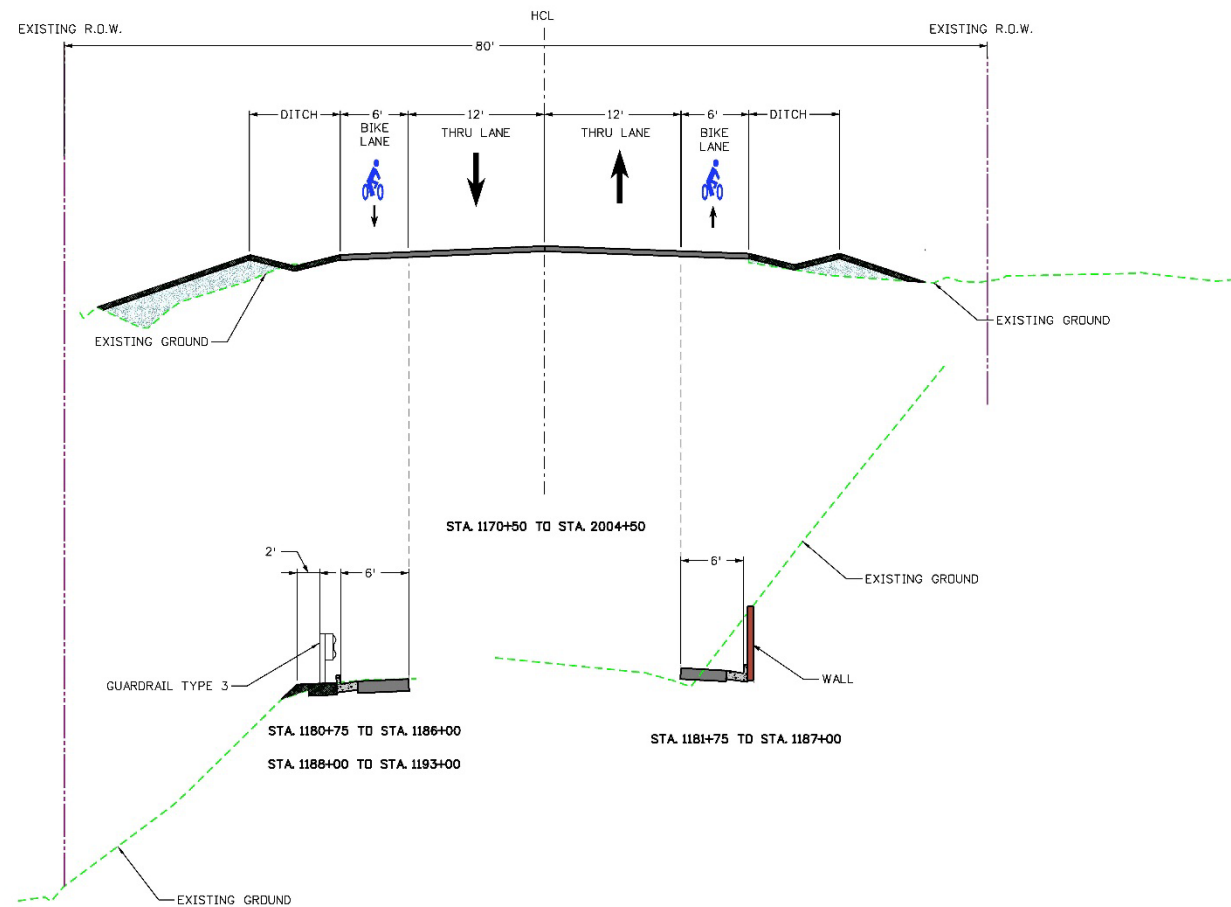 HCL
EXISTING R.O.W.
EXISTING R.O.W.
80'
DITCH
6'
12'
12'
6'
DITCH
BIKE
LANE
THRU LANE
THRU LANE
BIKE
LANE
EXISTING GROUND
EXISTING GROUND
STA. 1170+50 TO STA. 2004+50
2'
6'
6'
EXISTING GROUND
GUARDRAIL TYPE 3
WALL
STA. 1180+75 TO STA. 1186+00
STA. 1188+00 TO STA. 1193+00
STA. 1181+75 TO STA. 1187+00
EXISTING GROUND